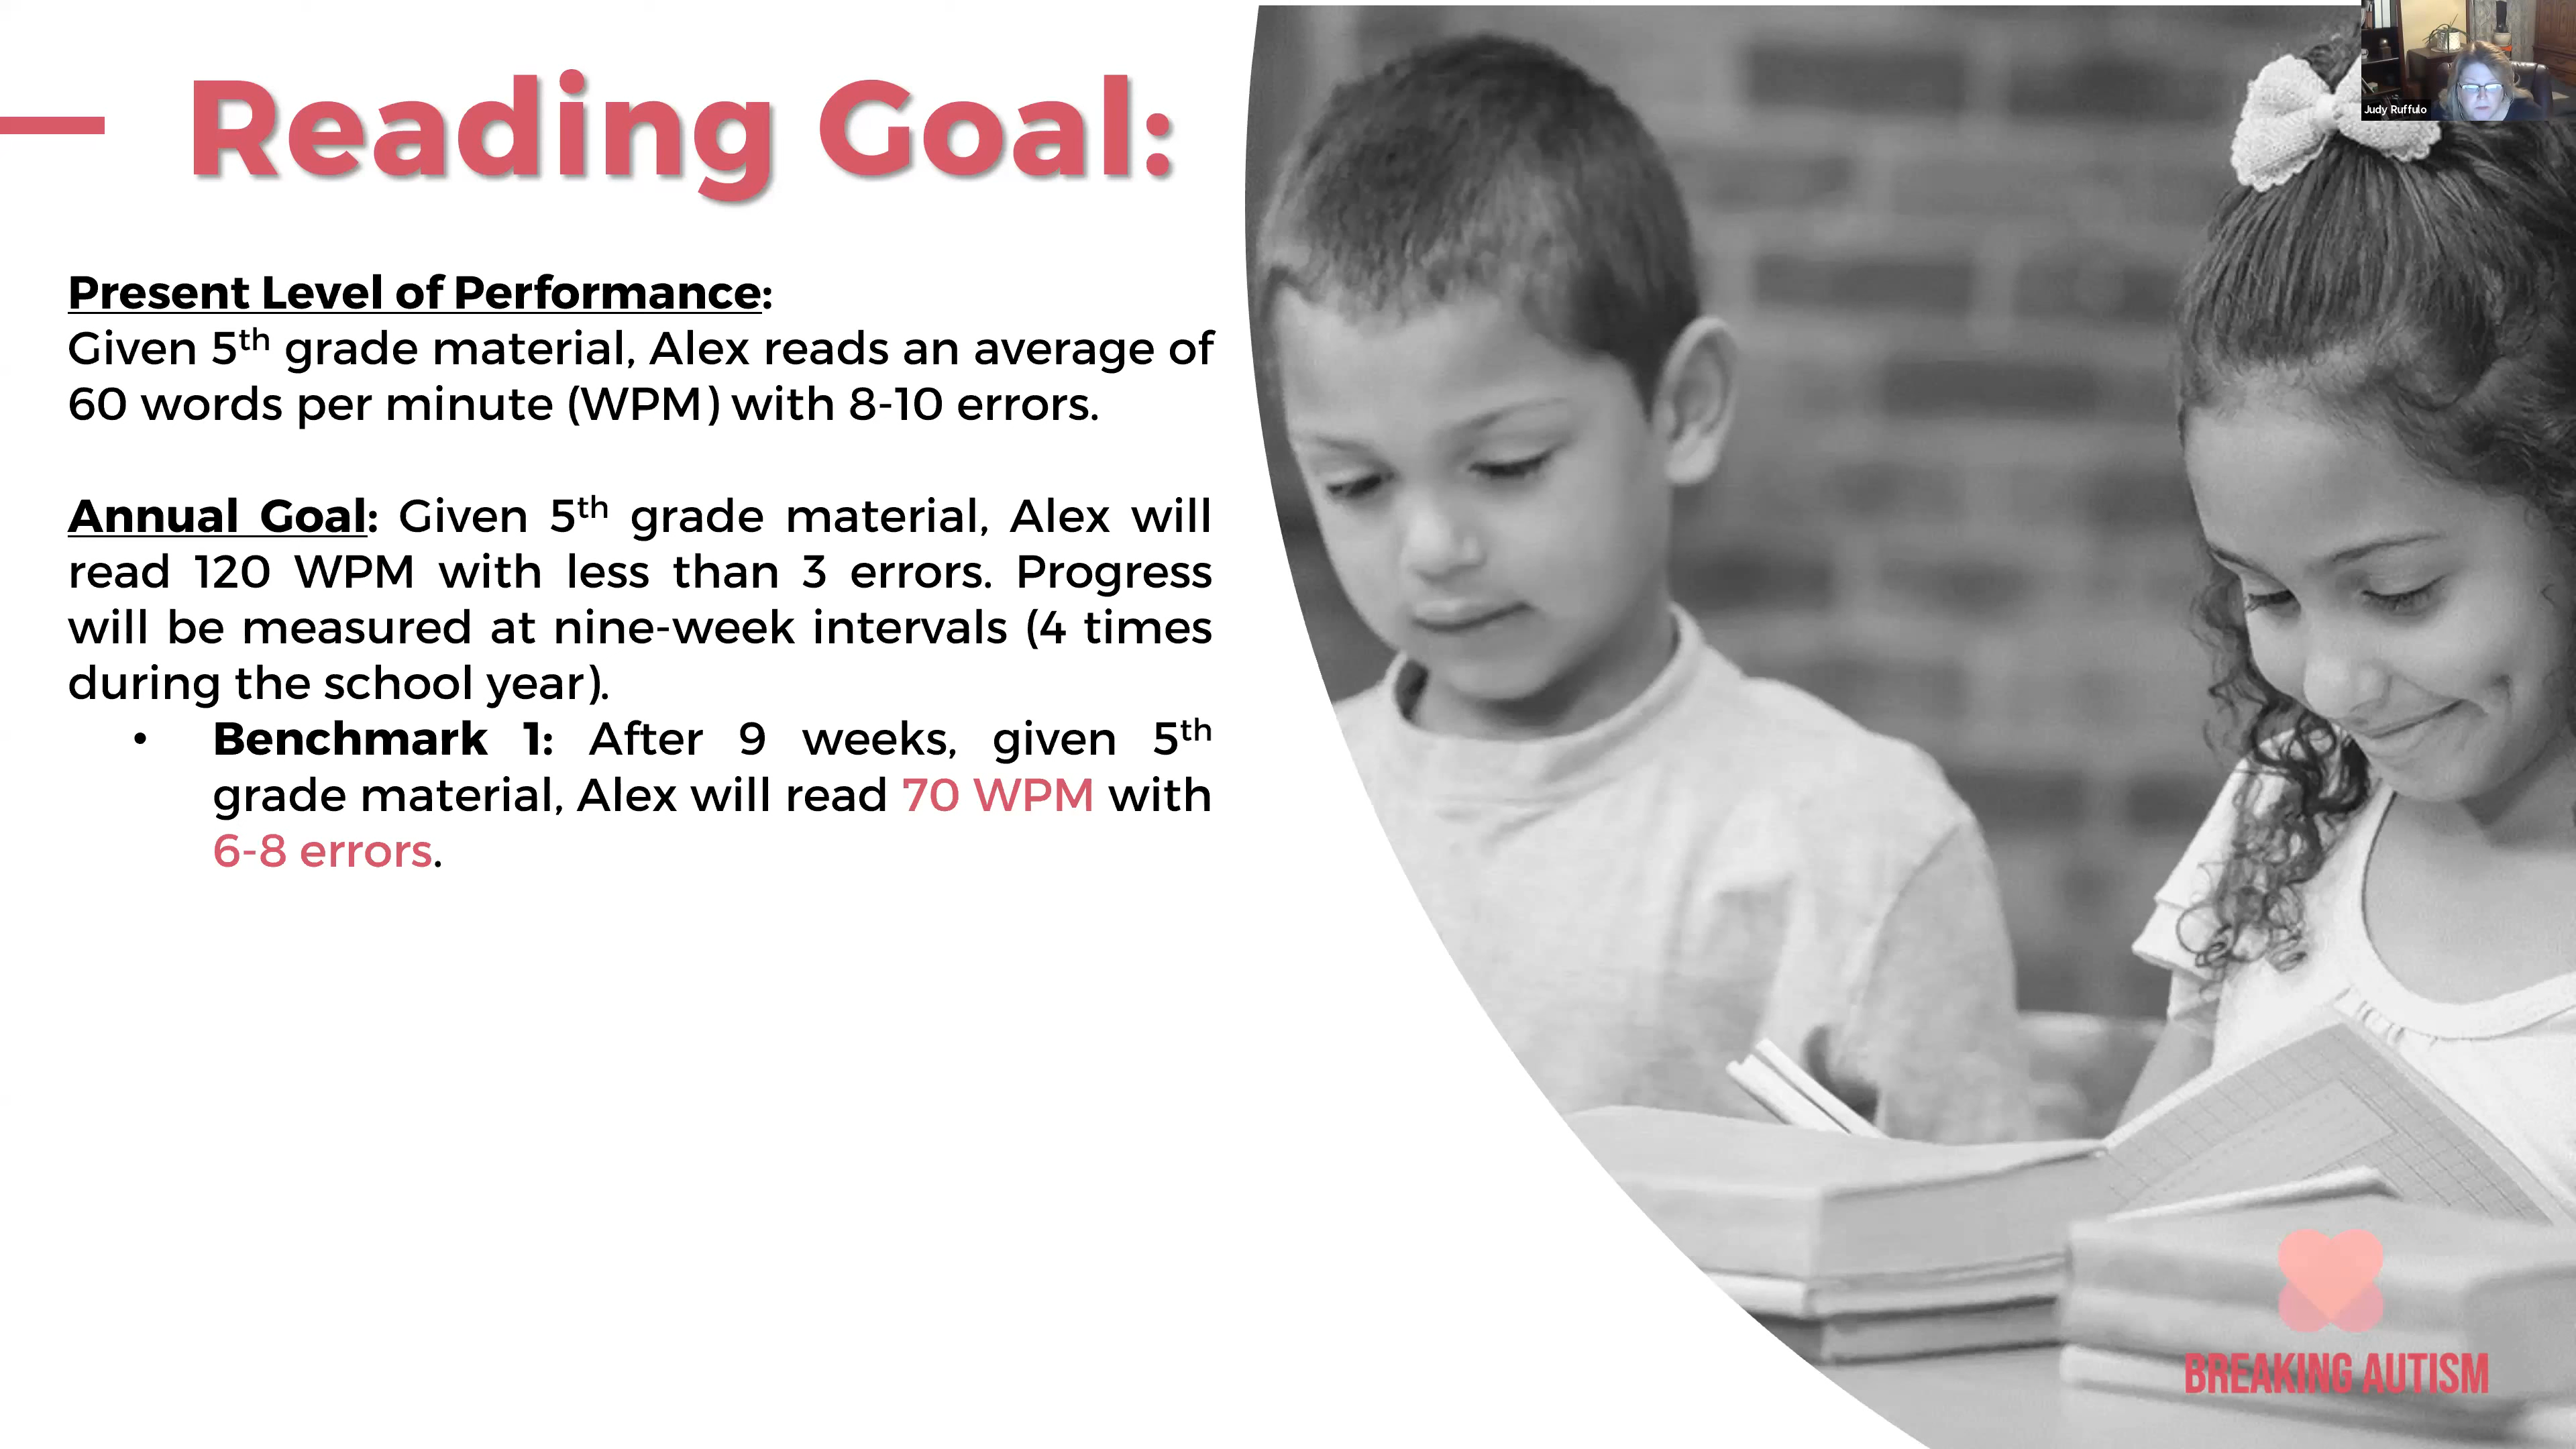 Reading Goal:
Judy Ruffulo
Present Level of Performance:
Given 5th grade material, Alex reads an average of
60 words per minute (WPM) with 8-10 errors.
Annual Goal: Given 5th grade material, Alex will
read 120 WPM with less than 3 errors. Progress
will be measured at nine-week intervals (4 times
during the school year).
• Benchmark 1: After 9 weeks, given 5th
grade material, Alex will read 70 WPM with
6-8 errors.
BREAKING AUTISM